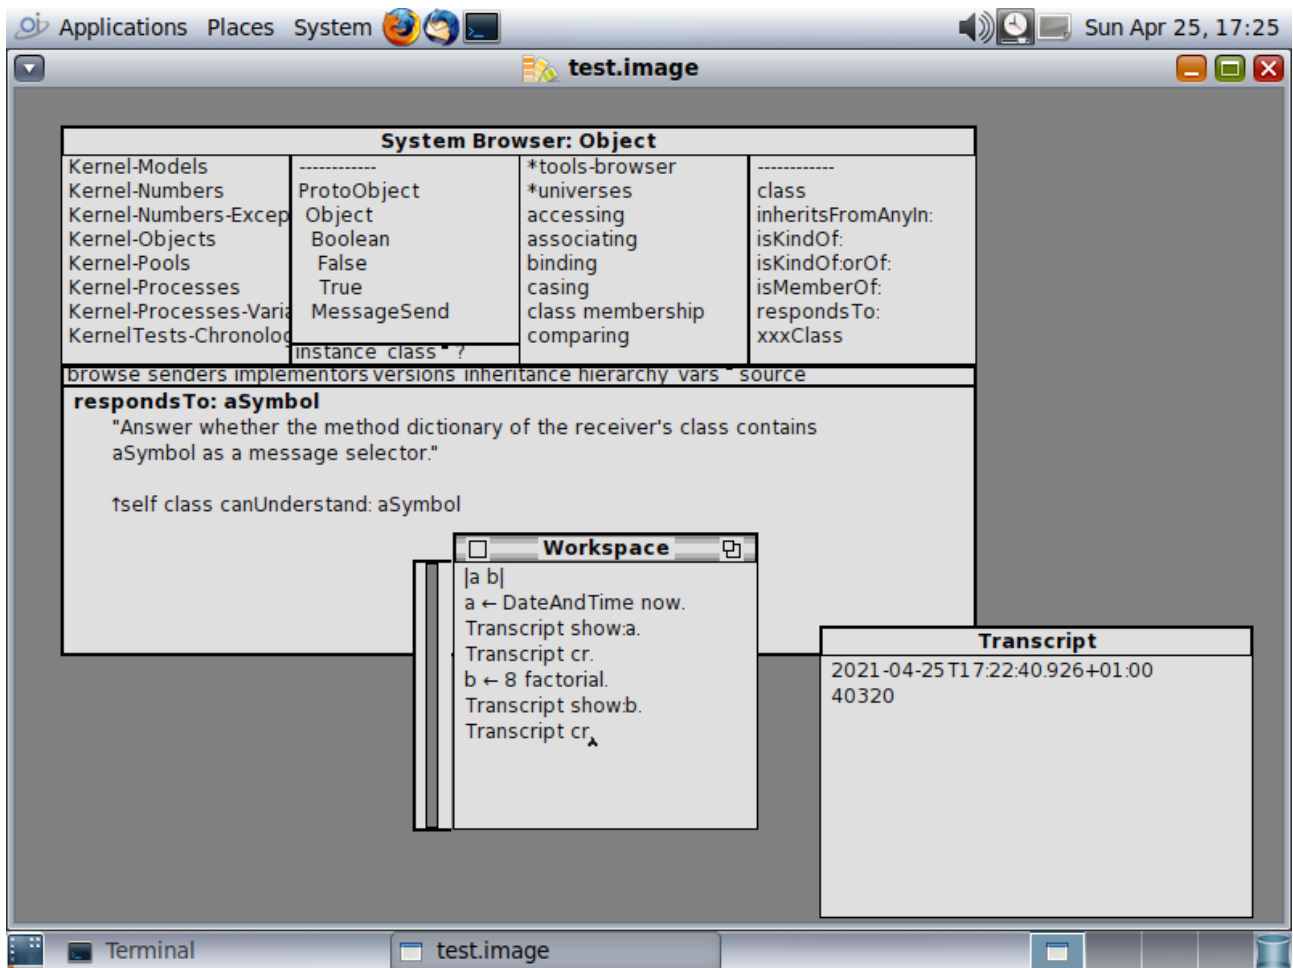 Applications Places System Sun Apr 25, 17:25
test.image
System Browser: Object
Kernel-Models
Kernel-Numbers
Kernel-Numbers-Excep
Kernel-Objects
Kernel-Pools
Kernel-Processes
Kernel-Processes-Varia
KernelTests-Chronolog
------------
ProtoObject
Object
Boolean
False
True
MessageSend
instance class ?
*tools-browser
*universes
accessing
associating
binding
casing
class membership
comparing
------------
class
inheritsFromAnyIn:
isKindOf:
isKindOf:orOf:
isMemberOf:
respondsTo:
xxxClass
browse senders implementors versions inheritance hierarchy vars source
respondsTo: aSymbol
"Answer whether the method dictionary of the receiver's class contains
aSymbol as a message selector."
↑self class canUnderstand: aSymbol
Workspace
|a b|
a ← DateAndTime now.
Transcript show:a.
Transcript cr.
b ← 8 factorial.
Transcript show:b.
Transcript cr.
Transcript
2021-04-25T17:22:40.926+01:00
40320
Terminal test.image